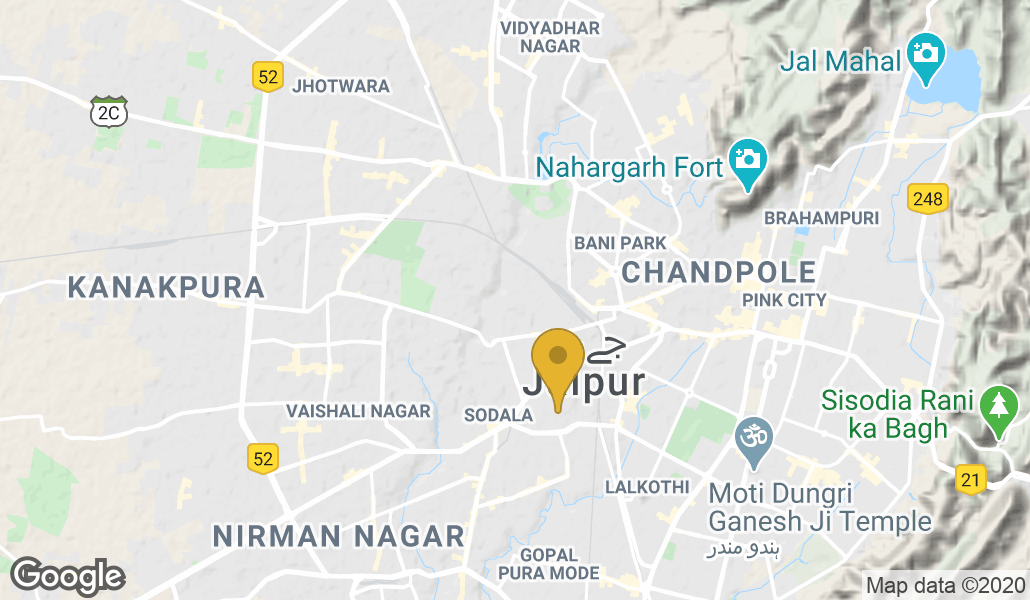 VIDYADHAR
NAGAR
Jal Mahal
52
JHOTWARA
2C
Nahargarh Fort
248
BRAHAMPURI
BANI PARK
CHANDPOLE
KANAKPURA
PINK CITY
جے
Jaipur
Sisodia Rani
ka Bagh
VAISHALI NAGAR
SODALA
ॐ
52
21
LALKOTHI
Moti Dungri
Ganesh Ji Temple
ہندو مندر
NIRMAN NAGAR
GOPAL
PURA MODE
Google
Map data ©2020